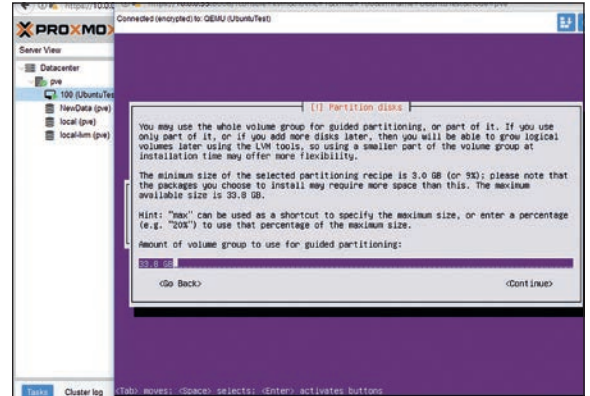 Connected (encrypted) to: QEMU (UbuntuTest)
PROXMO
Server View
Datacenter
pve
100 (UbuntuTes
NewData (pve)
local (pve)
local-lvm (pve)
[!] Partition disks
You may use the whole volume group for guided partitioning, or part of it. If you use
only part of it, or if you add more disks later, then you will be able to grow logical
volumes later using the LVM tools, so using a smaller part of the volume group at
installation time may offer more flexibility.
The minimum size of the selected partitioning recipe is 3.0 GB (or 9%); please note that
the packages you choose to install may require more space than this. The maximum
available size is 33.8 GB.
Hint: "max" can be used as a shortcut to specify the maximum size, or enter a percentage
(e.g. "20%") to use that percentage of the maximum size.
Amount of volume group to use for guided partitioning:
33.8 GB
<Go Back>
<Continue>
<Tab> moves; <Space> selects; <Enter> activates buttons
Tasks
Cluster log